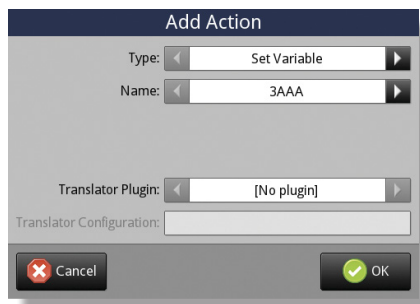 Add Action
Type: Set Variable
Name: 3AAA
Translator Plugin: [No plugin]
Translator Configuration:
Cancel OK